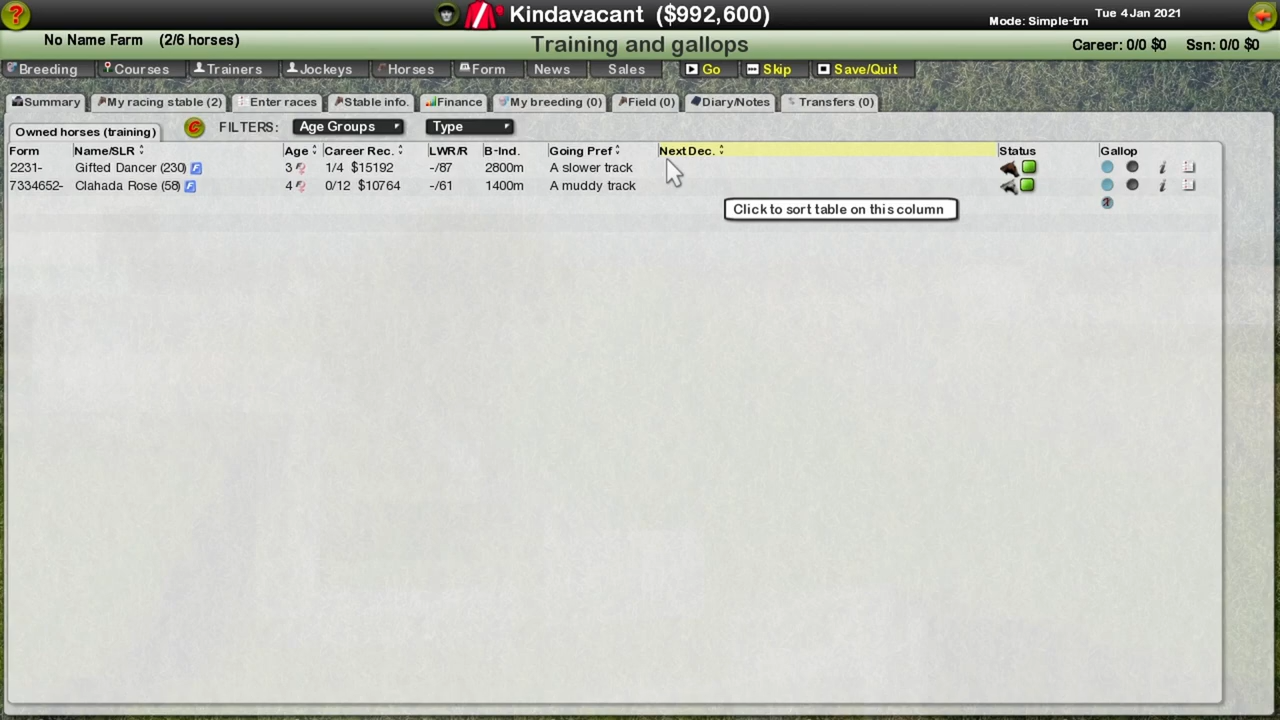 Kindavacant ($992,600)
Mode: Simple-trn
Tue 4 Jan 2021
No Name Farm (2/6 horses)
Training and gallops
Career: 0/0 $0 Ssn: 0/0 $0
Breeding Courses Trainers Jockeys Horses Form News Sales Go Skip Save/Quit
Summary My racing stable (2) Enter races Stable info. Finance My breeding (0) Field (0) Diary/Notes Transfers (0)
Owned horses (training) C FILTERS: Age Groups Type
Form Name/SLR Age Career Rec. LWR/R B-Ind. Going Pref Next Dec. Status Gallop
2231- Gifted Dancer (230) F 3 1/4 $15192 -/87 2800m A slower track i
7334652- Clahada Rose (58) F 4 0/12 $10764 -/61 1400m A muddy track i
Click to sort table on this column